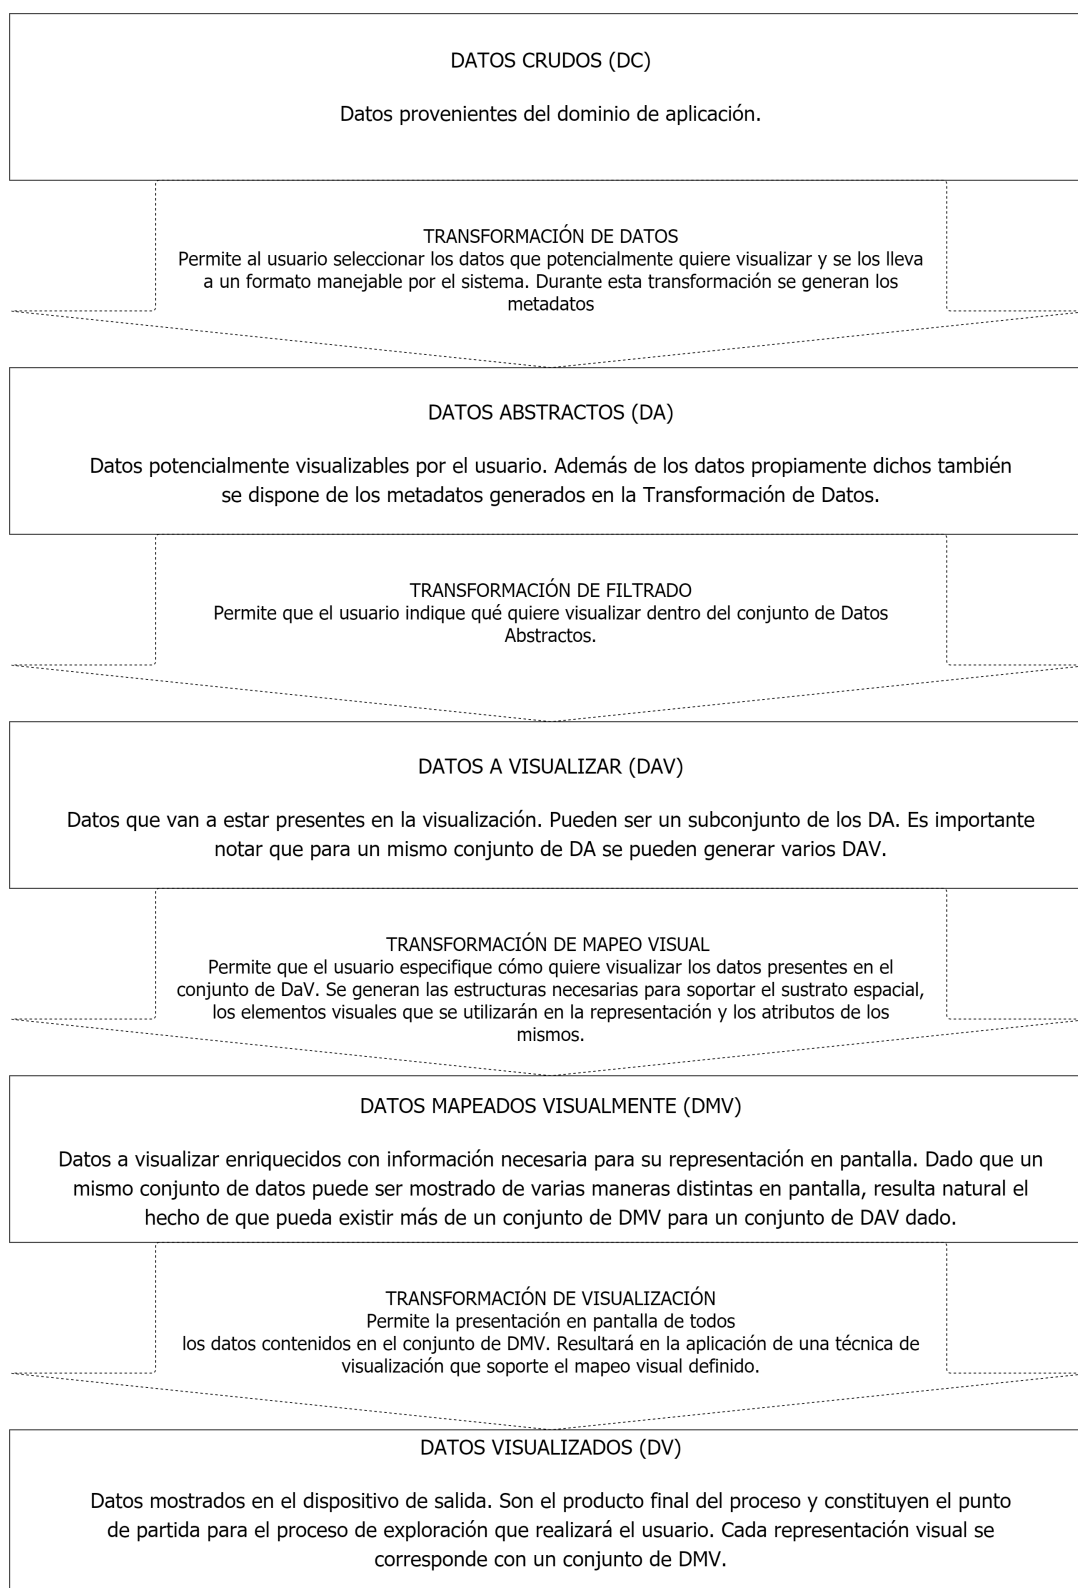 DATOS CRUDOS (DC)
Datos provenientes del dominio de aplicación.
TRANSFORMACIÓN DE DATOS
Permite al usuario seleccionar los datos que potencialmente quiere visualizar y se los lleva
a un formato manejable por el sistema. Durante esta transformación se generan los
metadatos
DATOS ABSTRACTOS (DA)
Datos potencialmente visualizables por el usuario. Además de los datos propiamente dichos también
se dispone de los metadatos generados en la Transformación de Datos.
TRANSFORMACIÓN DE FILTRADO
Permite que el usuario indique qué quiere visualizar dentro del conjunto de Datos
Abstractos.
DATOS A VISUALIZAR (DAV)
Datos que van a estar presentes en la visualización. Pueden ser un subconjunto de los DA. Es importante
notar que para un mismo conjunto de DA se pueden generar varios DAV.
TRANSFORMACIÓN DE MAPEO VISUAL
Permite que el usuario especifique cómo quiere visualizar los datos presentes en el
conjunto de DaV. Se generan las estructuras necesarias para soportar el sustrato espacial,
los elementos visuales que se utilizarán en la representación y los atributos de los
mismos.
DATOS MAPEADOS VISUALMENTE (DMV)
Datos a visualizar enriquecidos con información necesaria para su representación en pantalla. Dado que un
mismo conjunto de datos puede ser mostrado de varias maneras distintas en pantalla, resulta natural el
hecho de que pueda existir más de un conjunto de DMV para un conjunto de DAV dado.
TRANSFORMACIÓN DE VISUALIZACIÓN
Permite la presentación en pantalla de todos
los datos contenidos en el conjunto de DMV. Resultará en la aplicación de una técnica de
visualización que soporte el mapeo visual definido.
DATOS VISUALIZADOS (DV)
Datos mostrados en el dispositivo de salida. Son el producto final del proceso y constituyen el punto
de partida para el proceso de exploración que realizará el usuario. Cada representación visual se
corresponde con un conjunto de DMV.